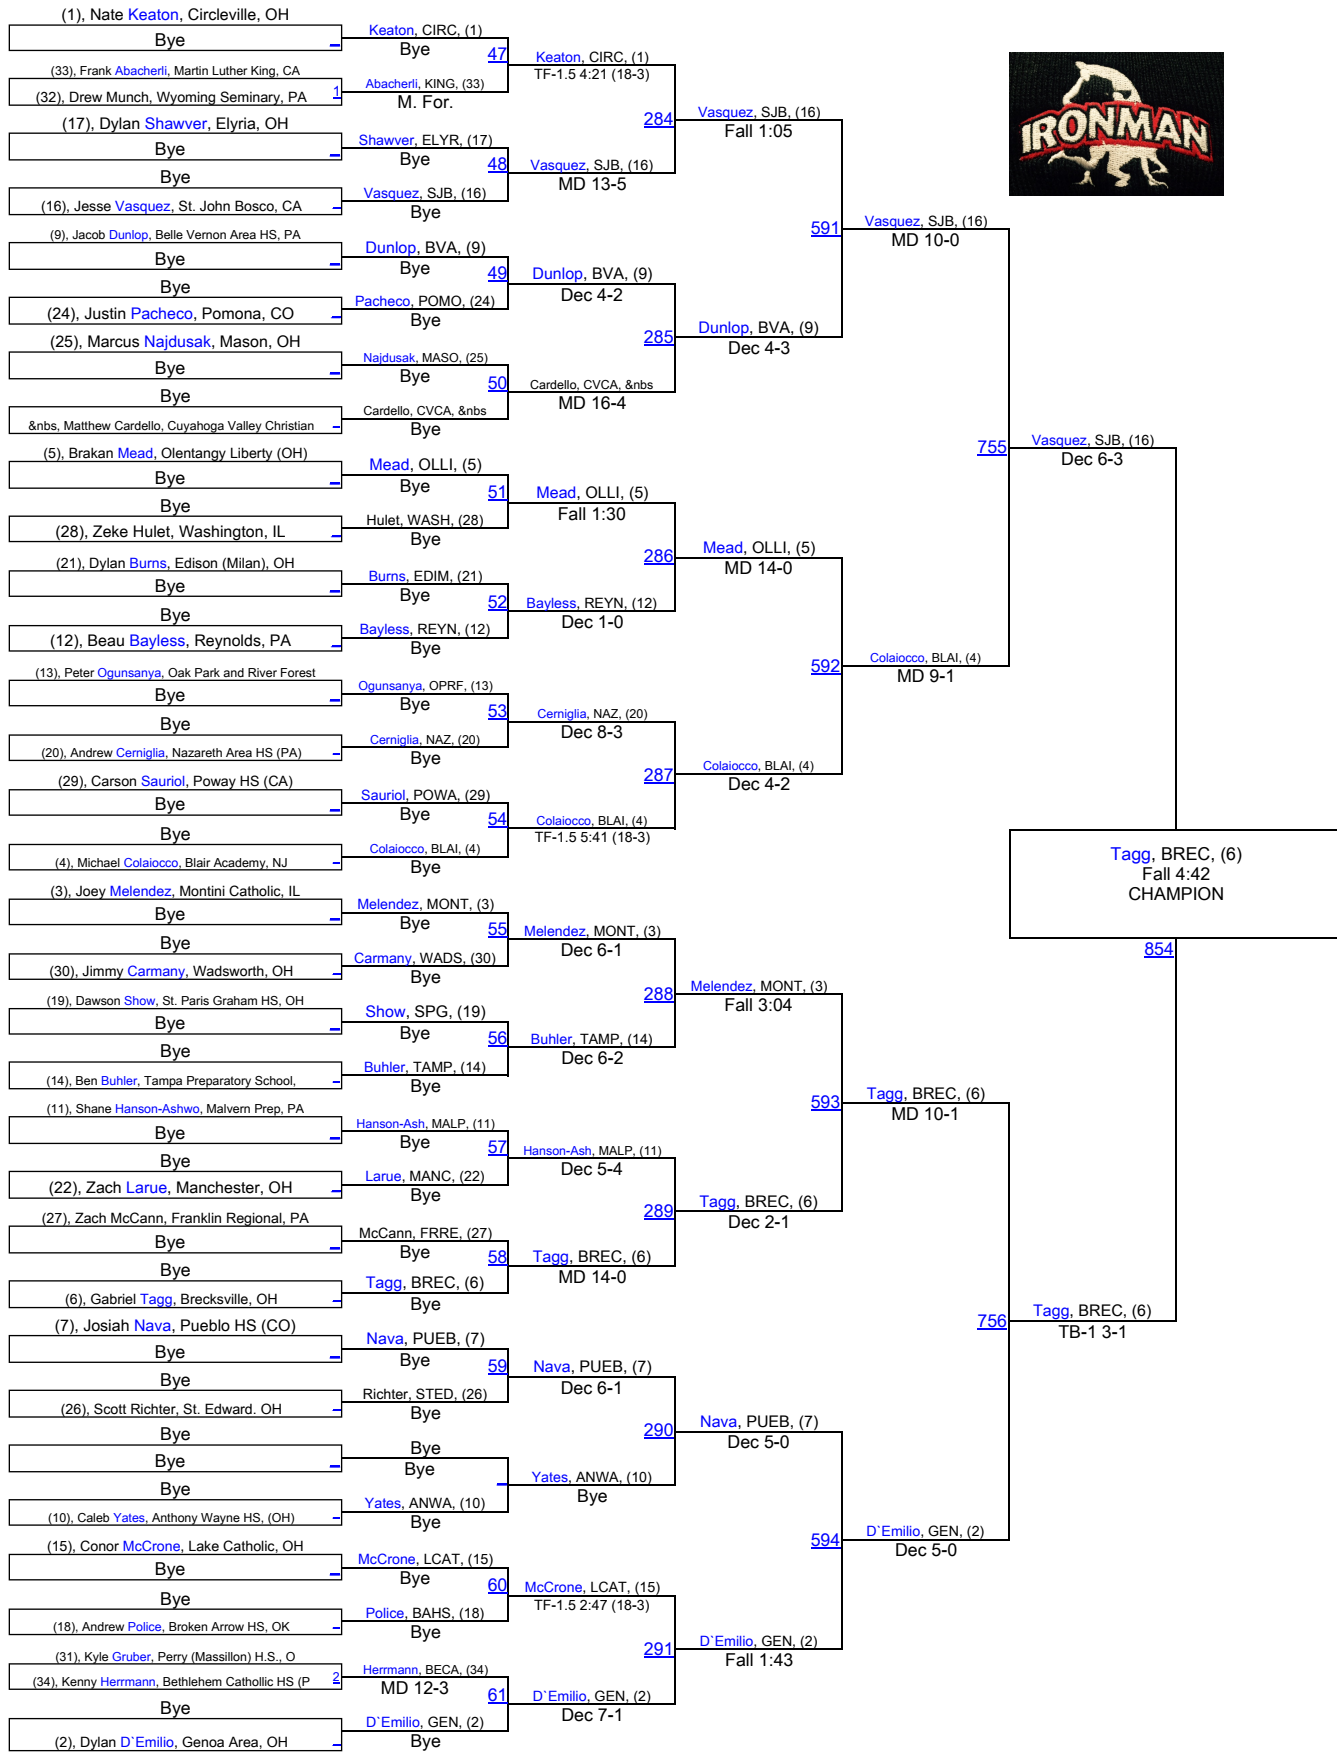 (1), Nate Keaton, Circleville, OH
Bye
(33), Frank Abacherli, Martin Luther King, CA
(32), Drew Munch, Wyoming Seminary, PA
1
(17), Dylan Shawver, Elyria, OH
Bye
Bye
(16), Jesse Vasquez, St. John Bosco, CA
(9), Jacob Dunlop, Belle Vernon Area HS, PA
Bye
Bye
(24), Justin Pacheco, Pomona, CO
(25), Marcus Najdusak, Mason, OH
Bye
Bye
&nbs, Matthew Cardello, Cuyahoga Valley Christian
(5), Brakan Mead, Olentangy Liberty (OH)
Bye
Bye
(28), Zeke Hulet, Washington, IL
(21), Dylan Burns, Edison (Milan), OH
Bye
Bye
(12), Beau Bayless, Reynolds, PA
(13), Peter Ogunsanya, Oak Park and River Forest
Bye
Bye
(20), Andrew Cerniglia, Nazareth Area HS (PA)
(29), Carson Sauriol, Poway HS (CA)
Bye
Bye
(4), Michael Colaiocco, Blair Academy, NJ
(3), Joey Melendez, Montini Catholic, IL
Bye
Bye
(30), Jimmy Carmany, Wadsworth, OH
(19), Dawson Show, St. Paris Graham HS, OH
Bye
Bye
(14), Ben Buhler, Tampa Preparatory School,
(11), Shane Hanson-Ashwo, Malvern Prep, PA
Bye
Bye
(22), Zach Larue, Manchester, OH
(27), Zach McCann, Franklin Regional, PA
Bye
Bye
(6), Gabriel Tagg, Brecksville, OH
(7), Josiah Nava, Pueblo HS (CO)
Bye
Bye
(26), Scott Richter, St. Edward. OH
Bye
Bye
Bye
(10), Caleb Yates, Anthony Wayne HS, (OH)
(15), Conor McCrone, Lake Catholic, OH
Bye
Bye
(18), Andrew Police, Broken Arrow HS, OK
(31), Kyle Gruber, Perry (Massillon) H.S., O
(34), Kenny Herrmann, Bethlehem Cathollic HS (P
2
Bye
(2), Dylan D`Emilio, Genoa Area, OH
Keaton, CIRC, (1)
Bye
47
Abacherli, KING, (33)
M. For.
Shawver, ELYR, (17)
Bye
48
Vasquez, SJB, (16)
Bye
Dunlop, BVA, (9)
Bye
49
Pacheco, POMO, (24)
Bye
Najdusak, MASO, (25)
Bye
50
Cardello, CVCA, &nbs
Bye
Mead, OLLI, (5)
Bye
51
Hulet, WASH, (28)
Bye
Burns, EDIM, (21)
Bye
52
Bayless, REYN, (12)
Bye
Ogunsanya, OPRF, (13)
Bye
53
Cerniglia, NAZ, (20)
Bye
Sauriol, POWA, (29)
Bye
54
Colaiocco, BLAI, (4)
Bye
Melendez, MONT, (3)
Bye
55
Carmany, WADS, (30)
Bye
Show, SPG, (19)
Bye
56
Buhler, TAMP, (14)
Bye
Hanson-Ash, MALP, (11)
Bye
57
Larue, MANC, (22)
Bye
McCann, FRRE, (27)
Bye
58
Tagg, BREC, (6)
Bye
Nava, PUEB, (7)
Bye
59
Richter, STED, (26)
Bye
Bye
Bye
Yates, ANWA, (10)
Bye
McCrone, LCAT, (15)
Bye
60
Police, BAHS, (18)
Bye
Herrmann, BECA, (34)
MD 12-3
61
D`Emilio, GEN, (2)
Bye
Keaton, CIRC, (1)
TF-1.5 4:21 (18-3)
284
Vasquez, SJB, (16)
MD 13-5
Dunlop, BVA, (9)
Dec 4-2
285
Cardello, CVCA, &nbs
MD 16-4
Mead, OLLI, (5)
Fall 1:30
286
Bayless, REYN, (12)
Dec 1-0
Cerniglia, NAZ, (20)
Dec 8-3
287
Colaiocco, BLAI, (4)
TF-1.5 5:41 (18-3)
Melendez, MONT, (3)
Dec 6-1
288
Buhler, TAMP, (14)
Dec 6-2
Hanson-Ash, MALP, (11)
Dec 5-4
289
Tagg, BREC, (6)
MD 14-0
Nava, PUEB, (7)
Dec 6-1
290
Yates, ANWA, (10)
Bye
McCrone, LCAT, (15)
TF-1.5 2:47 (18-3)
291
D`Emilio, GEN, (2)
Dec 7-1
Vasquez, SJB, (16)
Fall 1:05
591
Dunlop, BVA, (9)
Dec 4-3
Mead, OLLI, (5)
MD 14-0
592
Colaiocco, BLAI, (4)
Dec 4-2
Melendez, MONT, (3)
Fall 3:04
593
Tagg, BREC, (6)
Dec 2-1
Nava, PUEB, (7)
Dec 5-0
594
D`Emilio, GEN, (2)
Fall 1:43
Vasquez, SJB, (16)
MD 10-0
755
Colaiocco, BLAI, (4)
MD 9-1
Tagg, BREC, (6)
MD 10-1
756
D`Emilio, GEN, (2)
Dec 5-0
IRONMAN
Vasquez, SJB, (16)
Dec 6-3
Tagg, BREC, (6)
Fall 4:42
CHAMPION
854
Tagg, BREC, (6)
TB-1 3-1